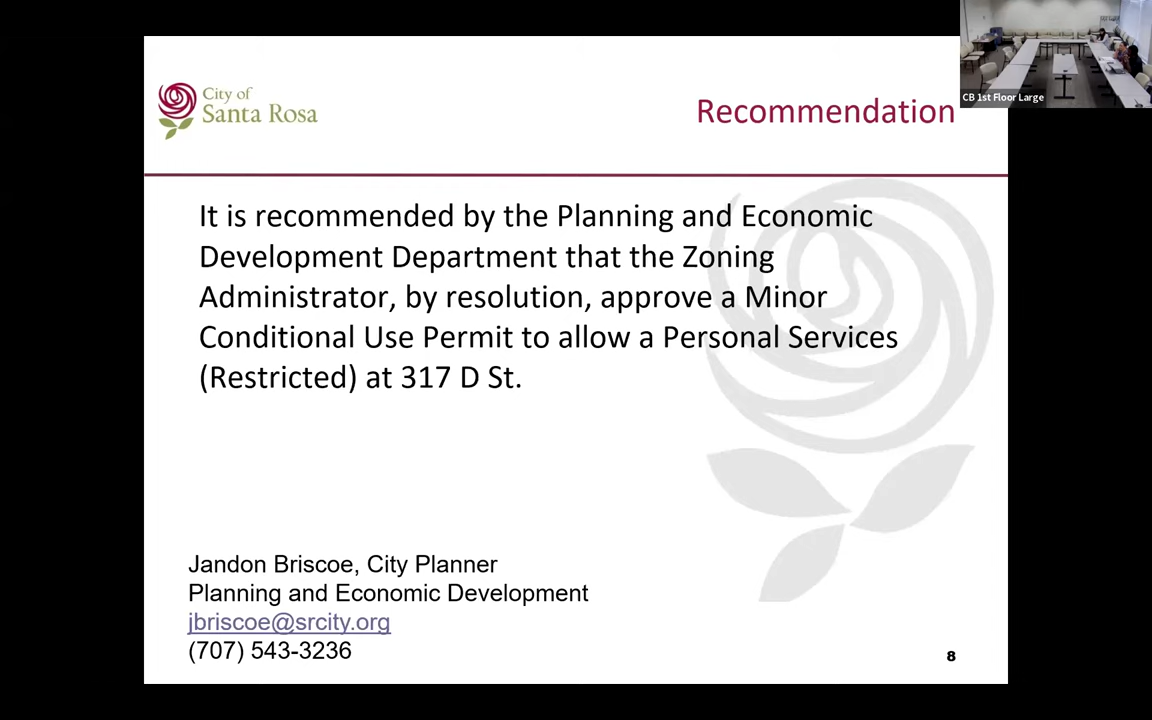 City of
Santa Rosa
Recommendation
CB 1st Floor Large
It is recommended by the Planning and Economic
Development Department that the Zoning
Administrator, by resolution, approve a Minor
Conditional Use Permit to allow a Personal Services
(Restricted) at 317 D St.
Jandon Briscoe, City Planner
Planning and Economic Development
jbriscoe@srcity.org
(707) 543-3236
8